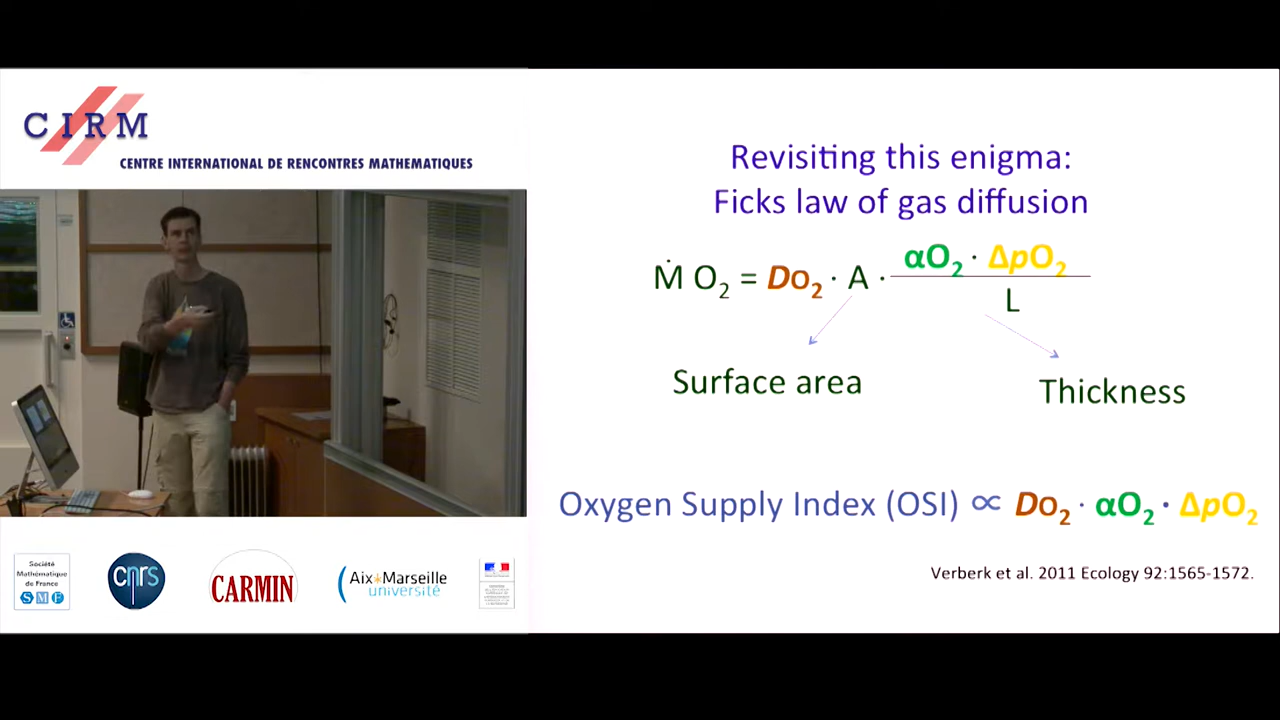 CIRM
CENTRE INTERNATIONAL DE RENCONTRES MATHEMATIQUES
Revisiting this enigma:
Ficks law of gas diffusion
Ṁ O₂ = Do₂ · A · αO₂ · ΔpO₂
L
Surface area
Thickness
Oxygen Supply Index (OSI) ∝ Do₂ · αO₂ · ΔpO₂
Verberk et al. 2011 Ecology 92:1565-1572.
Société
Mathématique
de France
SMF
cnrs
CARMIN
Aix*Marseille
université